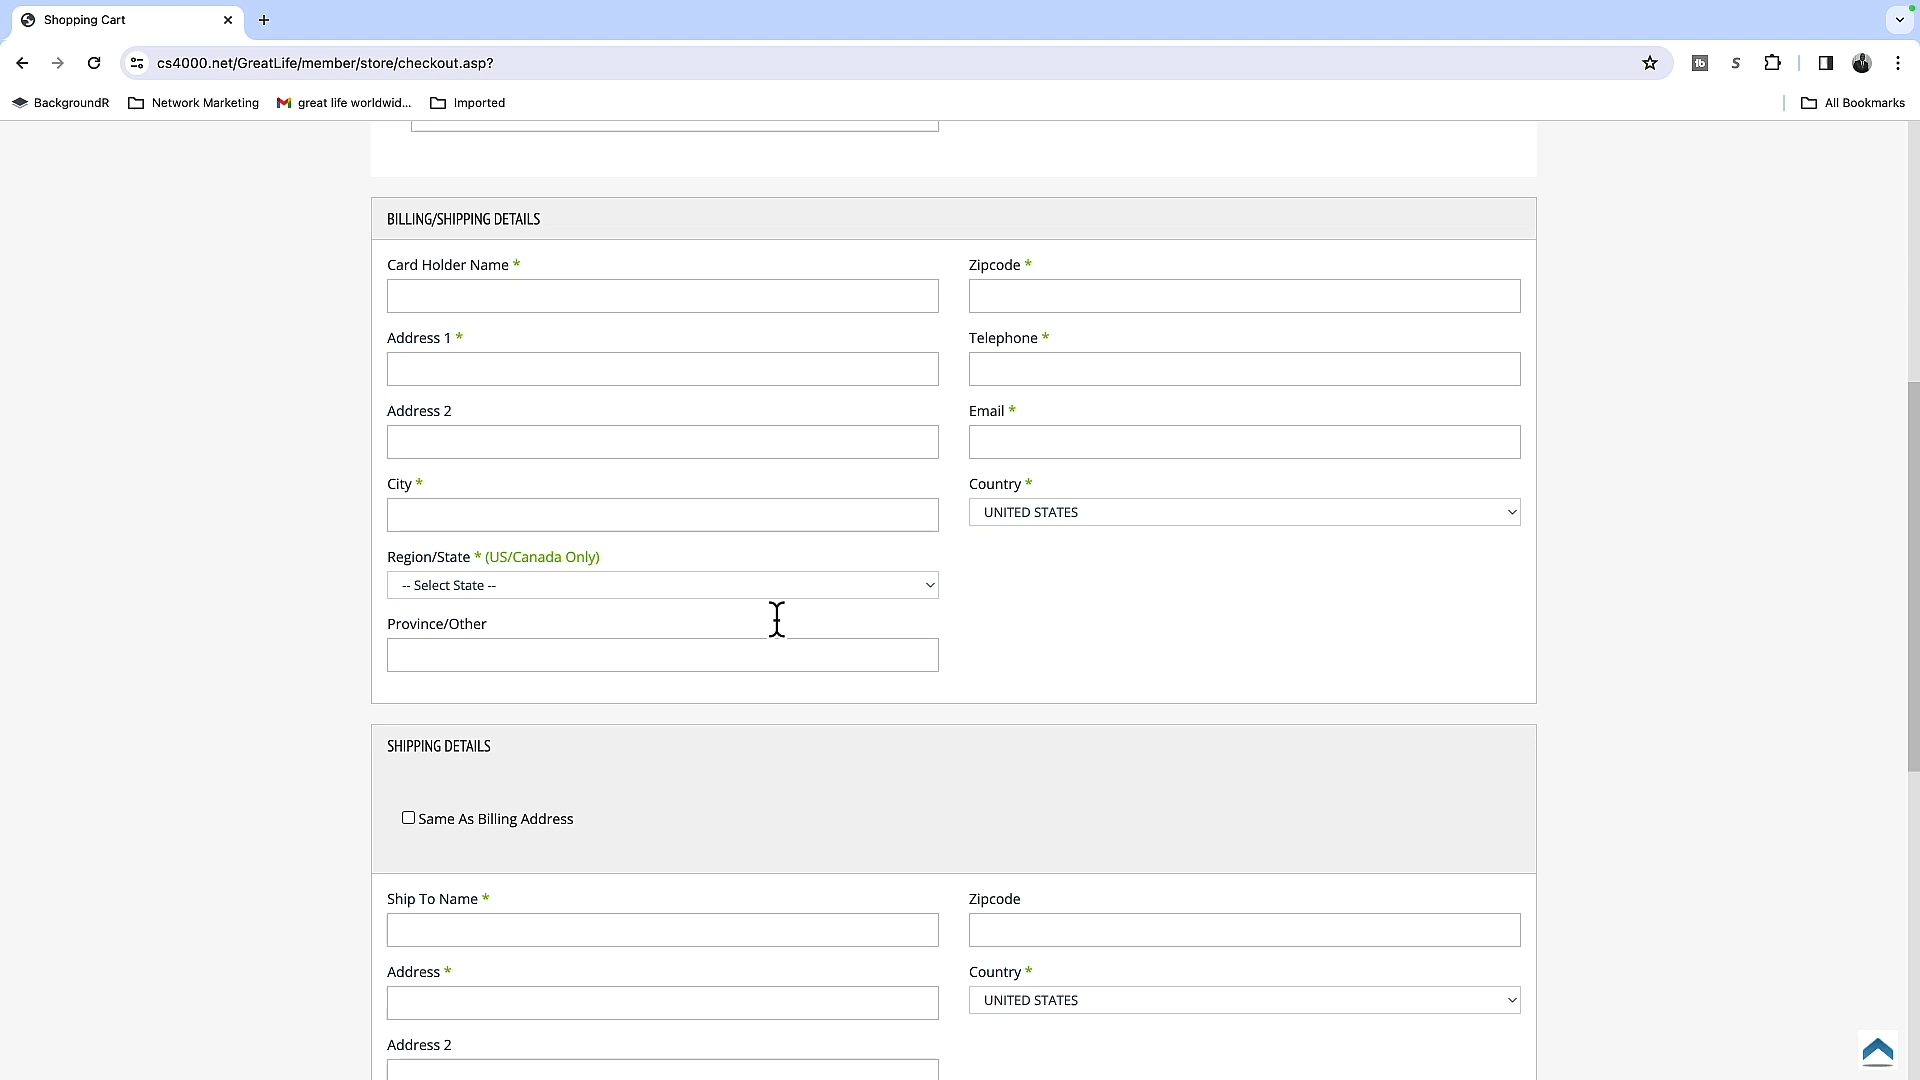 Shopping Cart
cs4000.net/GreatLife/member/store/checkout.asp?
BackgroundR
Network Marketing
great life worldwid...
Imported
All Bookmarks
BILLING/SHIPPING DETAILS
Card Holder Name *
Zipcode *
Address 1 *
Telephone *
Address 2
Email *
City *
Country *
UNITED STATES
Region/State * (US/Canada Only)
-- Select State --
Province/Other
SHIPPING DETAILS
Same As Billing Address
Ship To Name *
Zipcode
Address *
Country *
UNITED STATES
Address 2